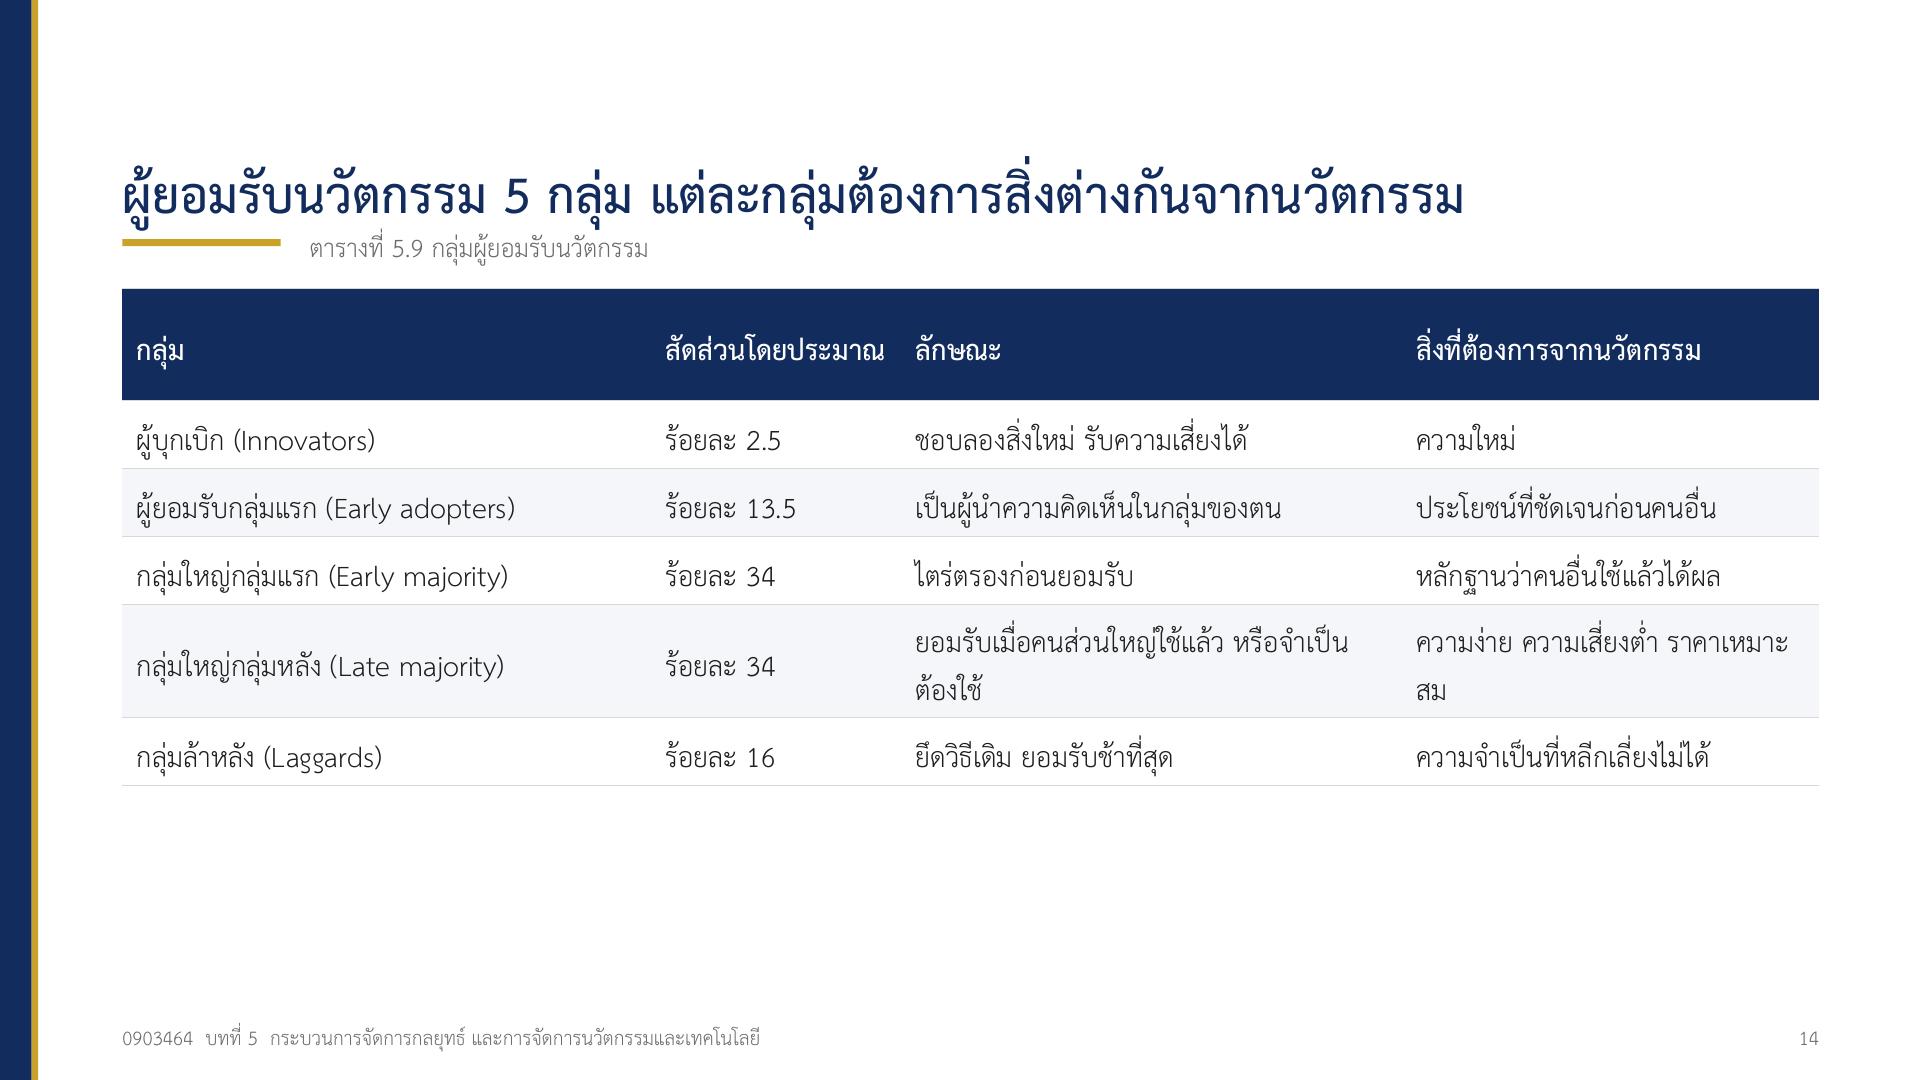 ผู้ยอมรับนวัตกรรม 5 กลุ่ม แต่ละกลุ่มต้องการสิ่งต่างกันจากนวัตกรรม
ตารางที่ 5.9 กลุ่มผู้ยอมรับนวัตกรรม
กลุ่ม สัดส่วนโดยประมาณ ลักษณะ สิ่งที่ต้องการจากนวัตกรรม
ผู้บุกเบิก (Innovators) ร้อยละ 2.5 ชอบลองสิ่งใหม่ รับความเสี่ยงได้ ความใหม่
ผู้ยอมรับกลุ่มแรก (Early adopters) ร้อยละ 13.5 เป็นผู้นำความคิดเห็นในกลุ่มของตน ประโยชน์ที่ชัดเจนก่อนคนอื่น
กลุ่มใหญ่กลุ่มแรก (Early majority) ร้อยละ 34 ไตร่ตรองก่อนยอมรับ หลักฐานว่าคนอื่นใช้แล้วได้ผล
กลุ่มใหญ่กลุ่มหลัง (Late majority) ร้อยละ 34 ยอมรับเมื่อคนส่วนใหญ่ใช้แล้ว หรือจำเป็น ความง่าย ความเสี่ยงต่ำ ราคาเหมาะ
ต้องใช้ สม
กลุ่มล้าหลัง (Laggards) ร้อยละ 16 ยึดวิธีเดิม ยอมรับช้าที่สุด ความจำเป็นที่หลีกเลี่ยงไม่ได้
0903464 บทที่ 5 กระบวนการจัดการกลยุทธ์ และการจัดการนวัตกรรมและเทคโนโลยี 14